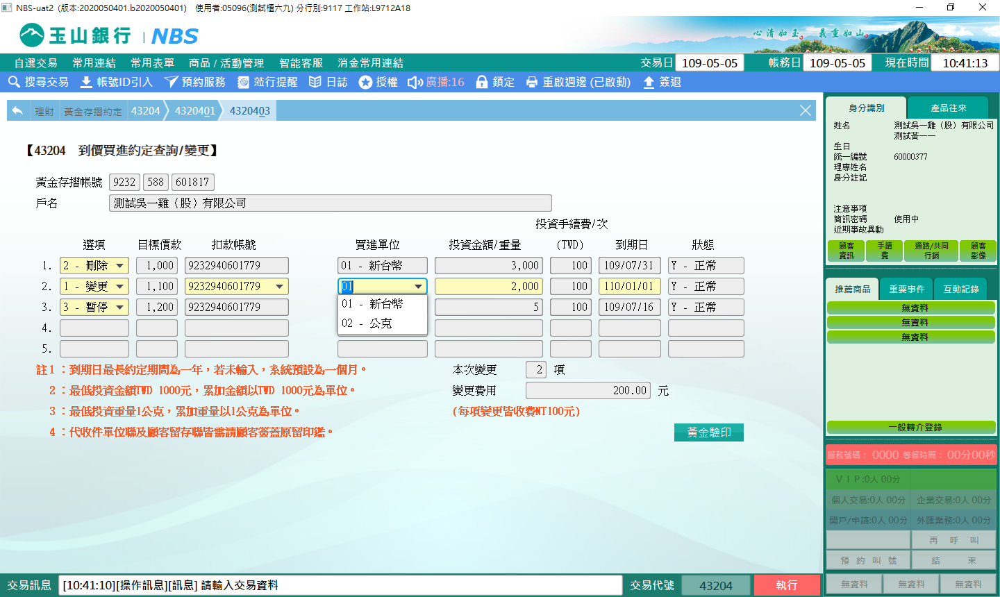 NBS-uat2 (版本:2020050401.b2020050401) 使用者:05096(測試櫃六九) 分行別:9117 工作站:L9712A18
玉山銀行 NBS
心清如玉。義重如山。
自選交易 常用連結 常用表單 商品 / 活動管理 智能客服 消金常用連結 交易日 109-05-05 帳務日 109-05-05 現在時間 10:41:13
搜尋交易 帳號ID引入 預約服務 蒞行提醒 日誌 授權 廣播:16 鎖定 重啟週邊 (已啟動) 簽退
理財 黃金存摺約定 43204 4320401 4320403
【43204 到價買進約定查詢/變更】
黃金存摺帳號 9232 588 601817
戶名 測試吳一雞（股）有限公司
投資手續費/次
選項 目標價款 扣款帳號 買進單位 投資金額/重量 (TWD) 到期日 狀態
1. 2 - 刪除 1,000 9232940601779 01 - 新台幣 3,000 100 109/07/31 Y - 正常
2. 1 - 變更 1,100 9232940601779 01 2,000 100 110/01/01 Y - 正常
01 - 新台幣
02 - 公克
3. 3 - 暫停 1,200 9232940601779 5 100 109/07/16 Y - 正常
4.
5.
註１：到期日最長約定期間為一年，若未輸入，系統預設為一個月。
２：最低投資金額TWD 1000元，累加金額以TWD 1000元為單位。
３：最低投資重量1公克，累加重量以1公克為單位。
４：代收件單位聯及顧客留存聯皆需請顧客簽蓋原留印鑑。
本次變更 2 項
變更費用 200.00 元
(每項變更皆收費NT100元)
黃金驗印
交易訊息 [10:41:10][操作訊息][訊息] 請輸入交易資料 交易代號 43204 執行
身分識別 產品往來
姓名 測試吳一雞（股）有限公司
測試黃一一
生日
統一編號 60000377
理專姓名
身分註記
注意事項
簡訊密碼 使用中
近期事故異動
顧客資訊 手續費 通路/共同行銷 顧客影像
推薦商品 重要事件 互動記錄
無資料
無資料
無資料
一般轉介登錄
服務號碼： 0000 等候時間： 00分00秒
ＶＩＰ:0人 00分
個人交易:0人 00分 企業交易:0人 00分
開戶/申請:0人 00分 外匯業務:0人 00分
再 呼 叫
預 約 叫 號 結 束
無資料 無資料 無資料